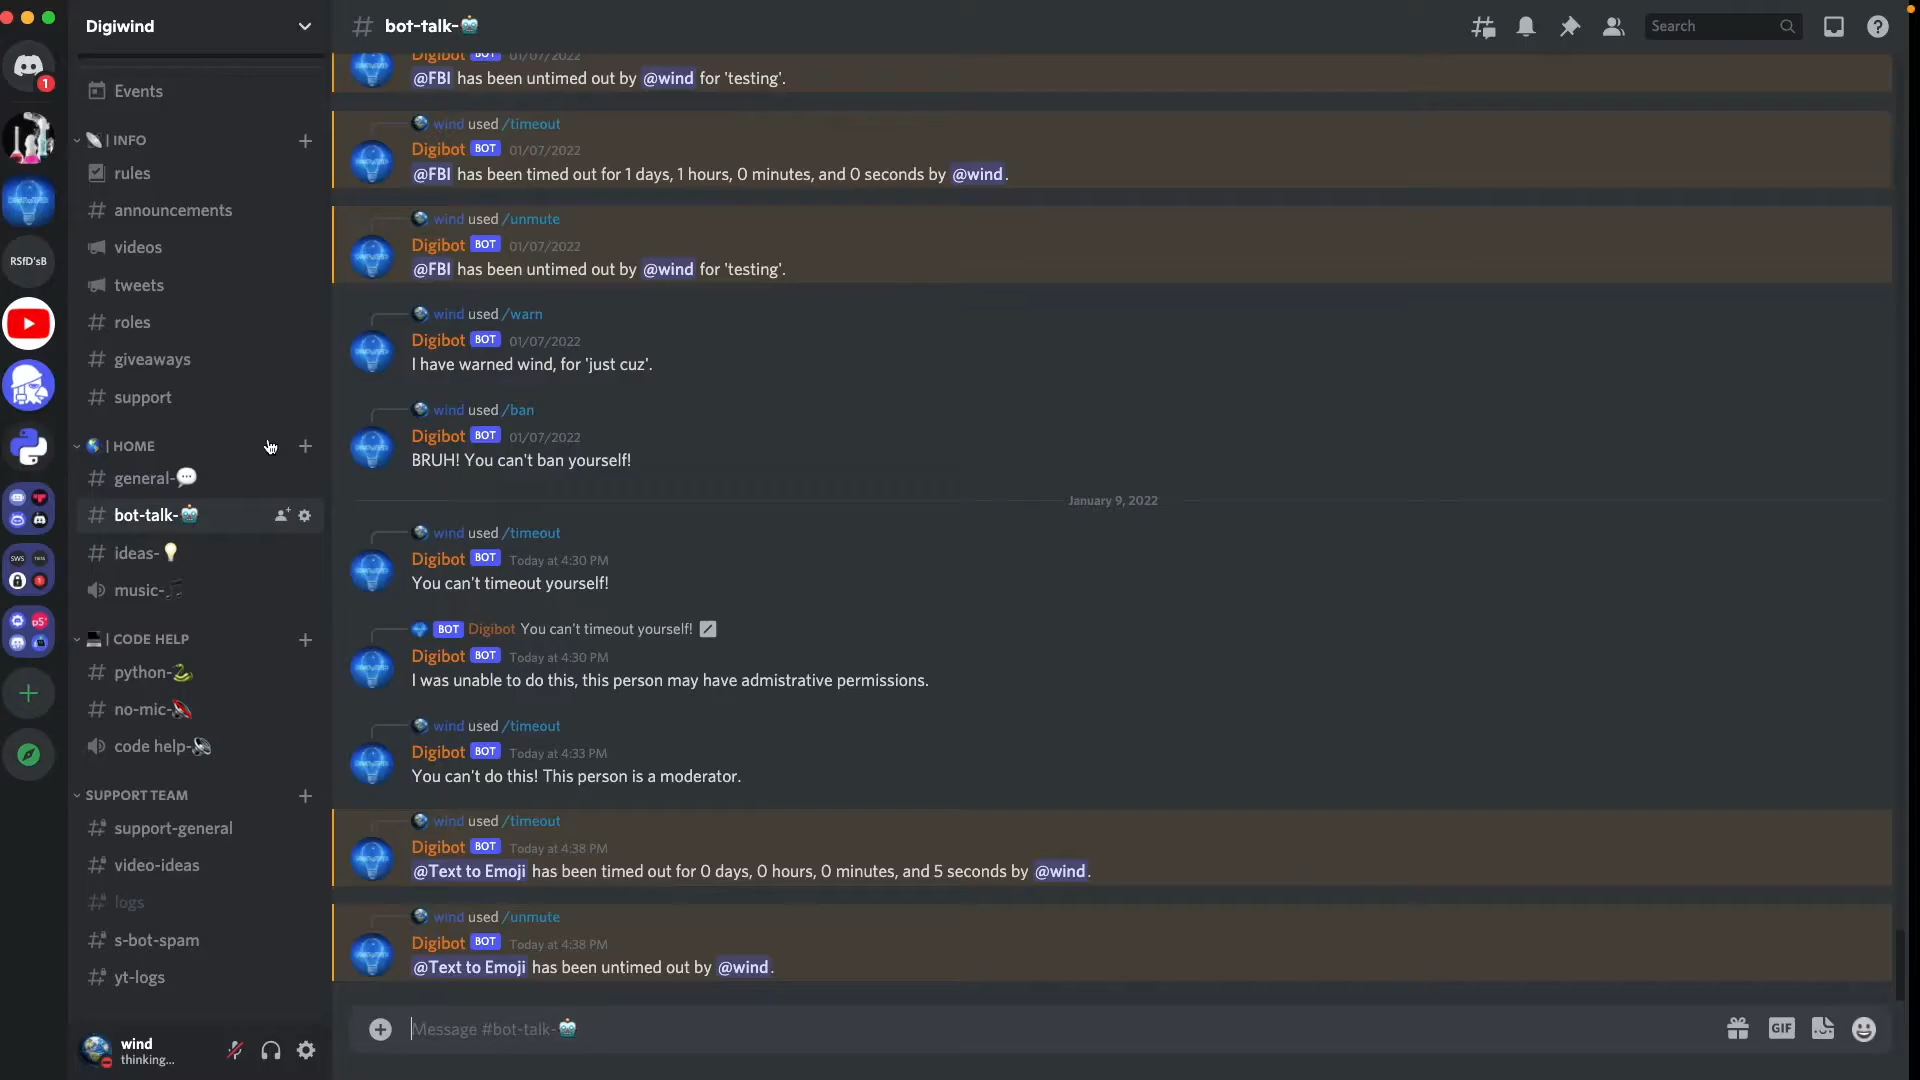 Digiwind
Events
| INFO
rules
announcements
videos
tweets
roles
giveaways
support
| HOME
general-💬
bot-talk-🤖
ideas-💡
music-🎵
| CODE HELP
python-🐍
no-mic-
code help-🔊
SUPPORT TEAM
support-general
video-ideas
logs
s-bot-spam
yt-logs
wind
thinking...
1
RSfD'sB
# bot-talk-🤖
Search
Digibot BOT 01/07/2022
@FBI has been untimed out by @wind for 'testing'.
wind used /timeout
Digibot BOT 01/07/2022
@FBI has been timed out for 1 days, 1 hours, 0 minutes, and 0 seconds by @wind.
wind used /unmute
Digibot BOT 01/07/2022
@FBI has been untimed out by @wind for 'testing'.
wind used /warn
Digibot BOT 01/07/2022
I have warned wind, for 'just cuz'.
wind used /ban
Digibot BOT 01/07/2022
BRUH! You can't ban yourself!
January 9, 2022
wind used /timeout
Digibot BOT Today at 4:30 PM
You can't timeout yourself!
BOT Digibot You can't timeout yourself!
Digibot BOT Today at 4:30 PM
I was unable to do this, this person may have admistrative permissions.
wind used /timeout
Digibot BOT Today at 4:33 PM
You can't do this! This person is a moderator.
wind used /timeout
Digibot BOT Today at 4:38 PM
@Text to Emoji has been timed out for 0 days, 0 hours, 0 minutes, and 5 seconds by @wind.
wind used /unmute
Digibot BOT Today at 4:38 PM
@Text to Emoji has been untimed out by @wind.
Message #bot-talk-🤖
GIF